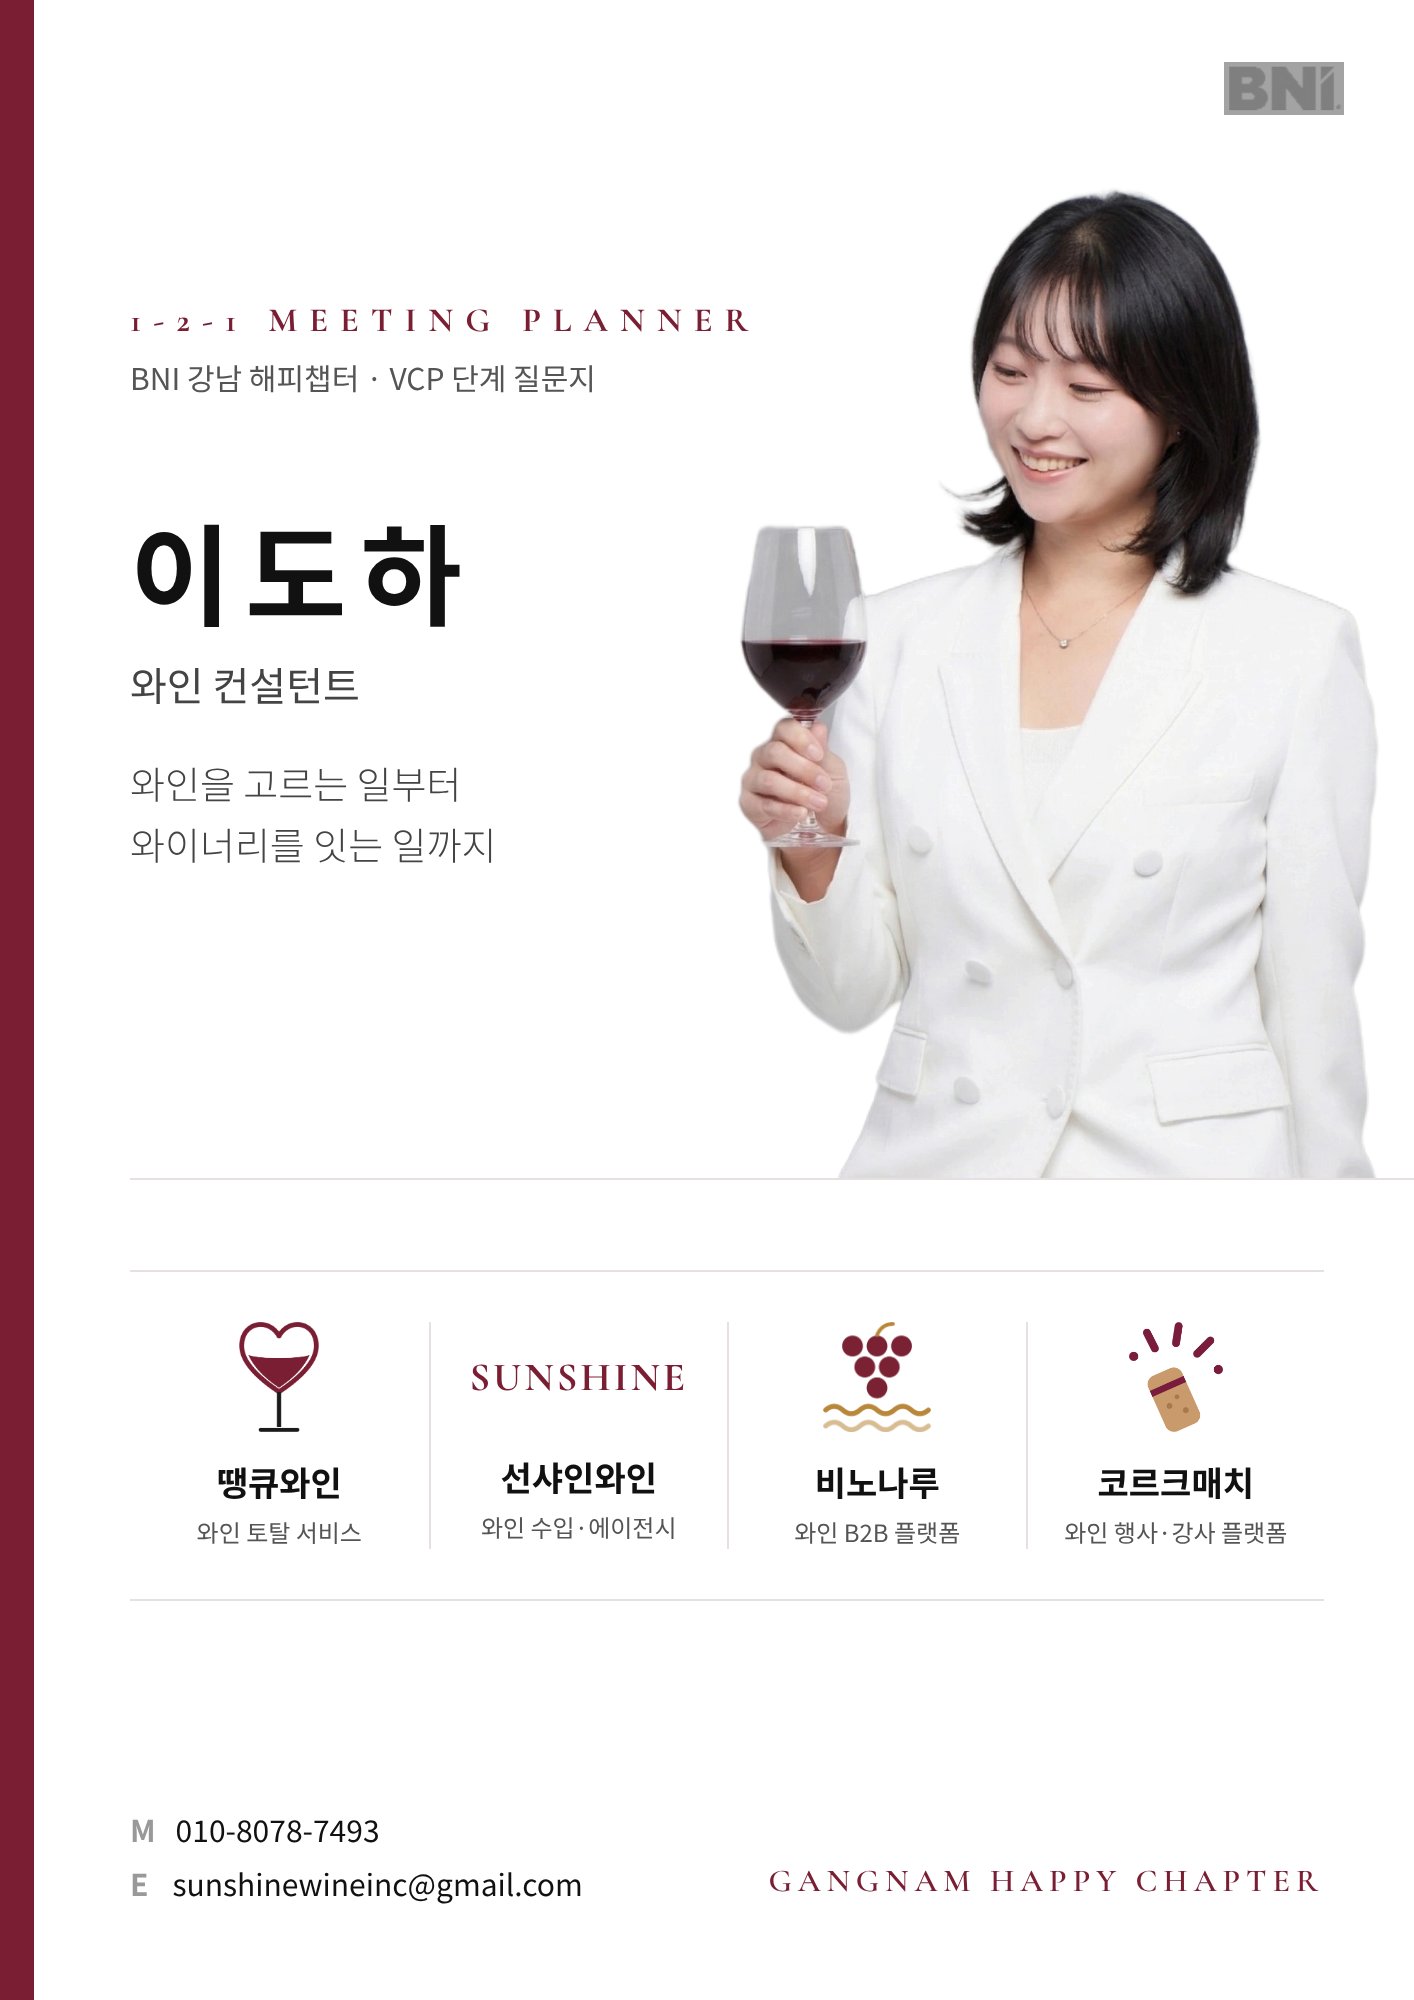 BNI.
1-2-1 MEETING PLANNER
BNI 강남 해피챕터 · VCP 단계 질문지
이도하
와인 컨설턴트
와인을 고르는 일부터
와이너리를 잇는 일까지
땡큐와인
와인 토탈 서비스
SUNSHINE
선샤인와인
와인 수입·에이전시
비노나루
와인 B2B 플랫폼
코르크매치
와인 행사·강사 플랫폼
M 010-8078-7493
E sunshinewineinc@gmail.com
GANGNAM HAPPY CHAPTER